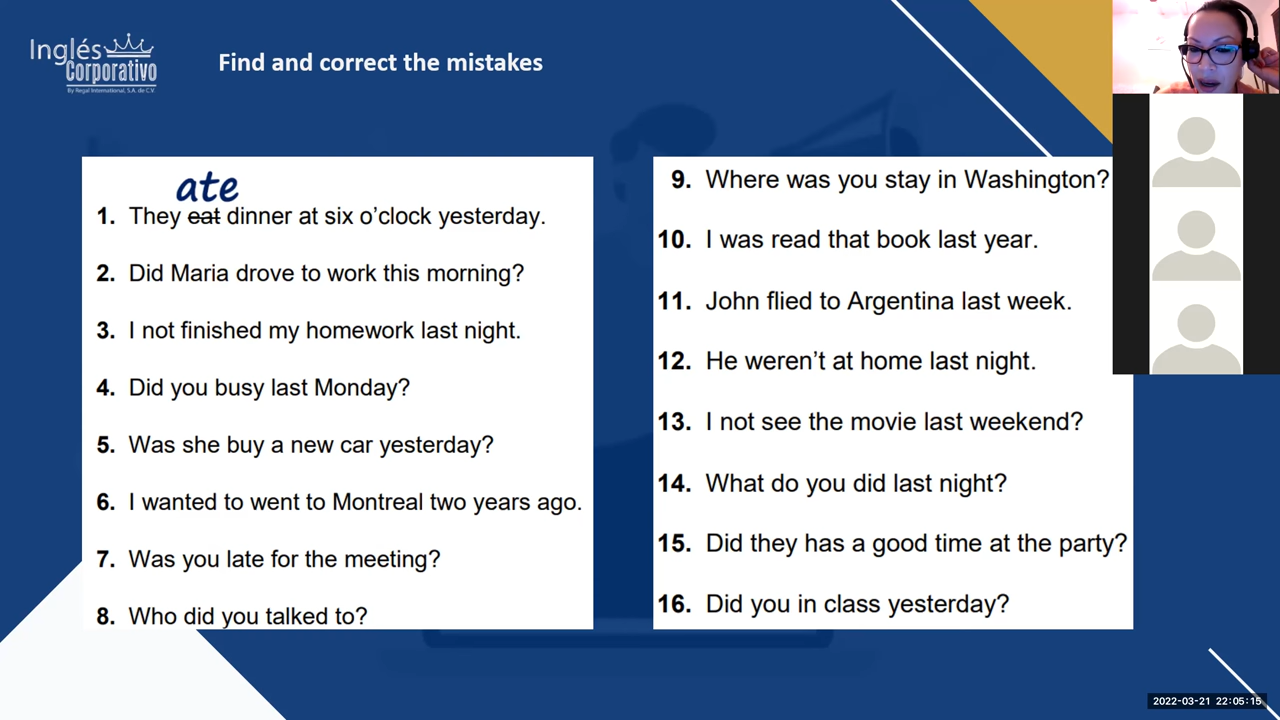 Inglés
Corporativo
By Regal International, S.A. de C.V.
Find and correct the mistakes
ate
1. They eat dinner at six o’clock yesterday.
2. Did Maria drove to work this morning?
3. I not finished my homework last night.
4. Did you busy last Monday?
5. Was she buy a new car yesterday?
6. I wanted to went to Montreal two years ago.
7. Was you late for the meeting?
8. Who did you talked to?
9. Where was you stay in Washington?
10. I was read that book last year.
11. John flied to Argentina last week.
12. He weren’t at home last night.
13. I not see the movie last weekend?
14. What do you did last night?
15. Did they has a good time at the party?
16. Did you in class yesterday?
2022-03-21 22:05:15